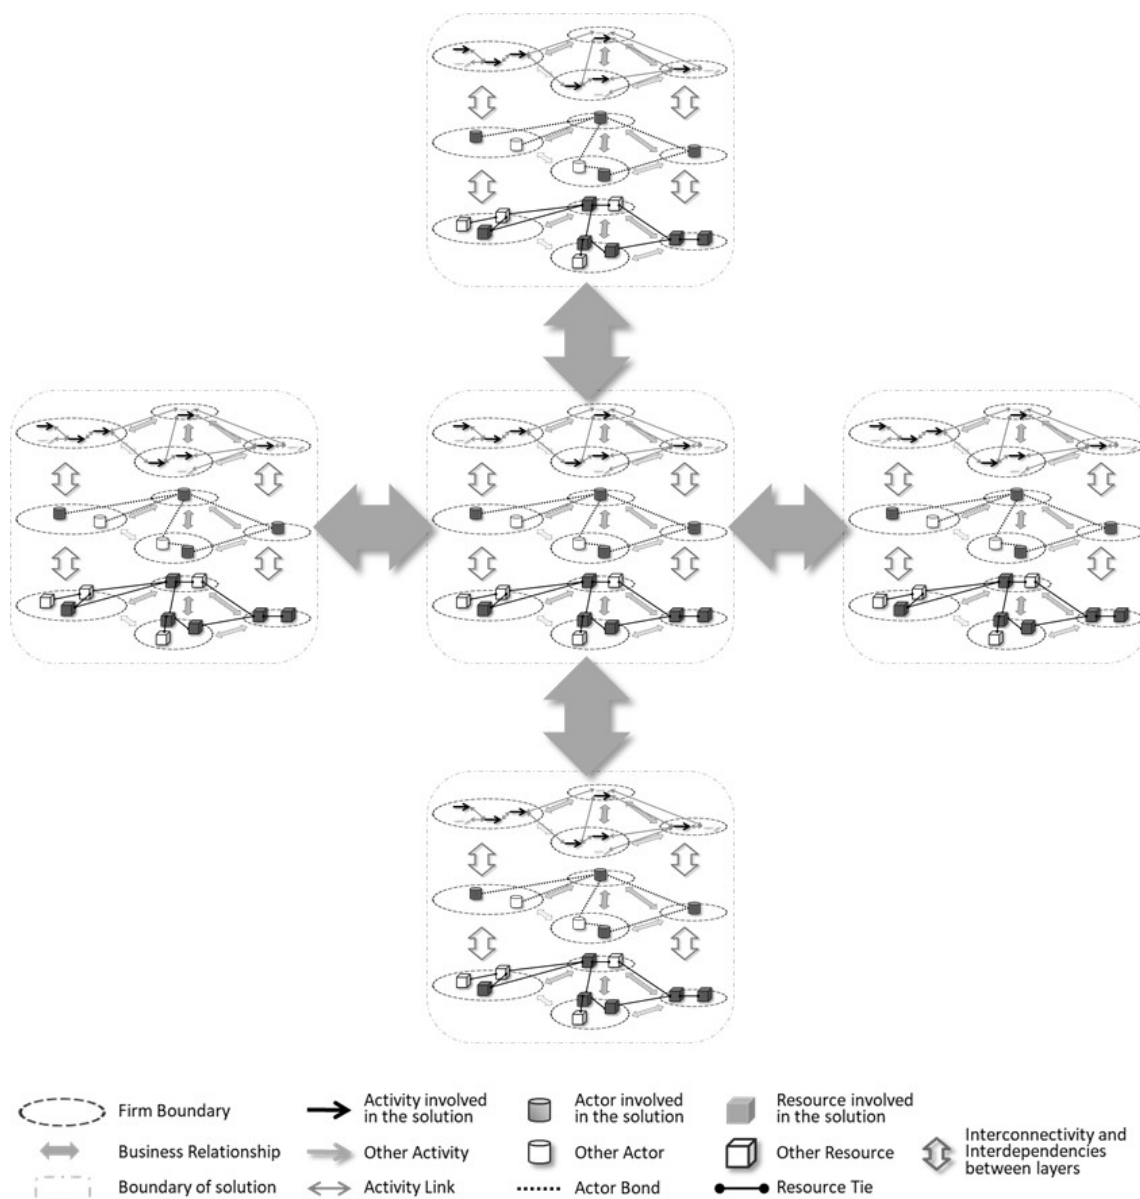 Firm Boundary
Activity involved
in the solution
Actor involved
in the solution
Resource involved
in the solution
Business Relationship
Other Activity
Other Actor
Other Resource
Interconnectivity and
Interdependencies
between layers
Boundary of solution
Activity Link
Actor Bond
Resource Tie